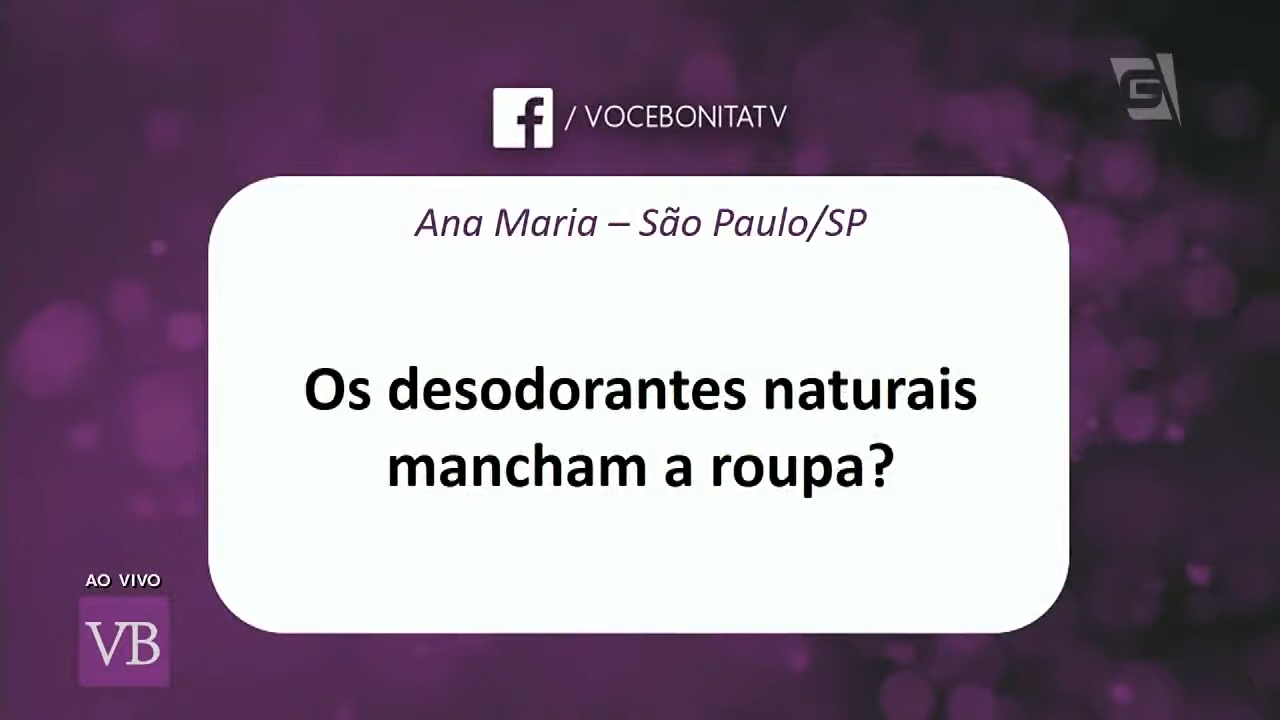 / VOCEBONITATV
Ana Maria – São Paulo/SP
Os desodorantes naturais
mancham a roupa?
AO VIVO
VB